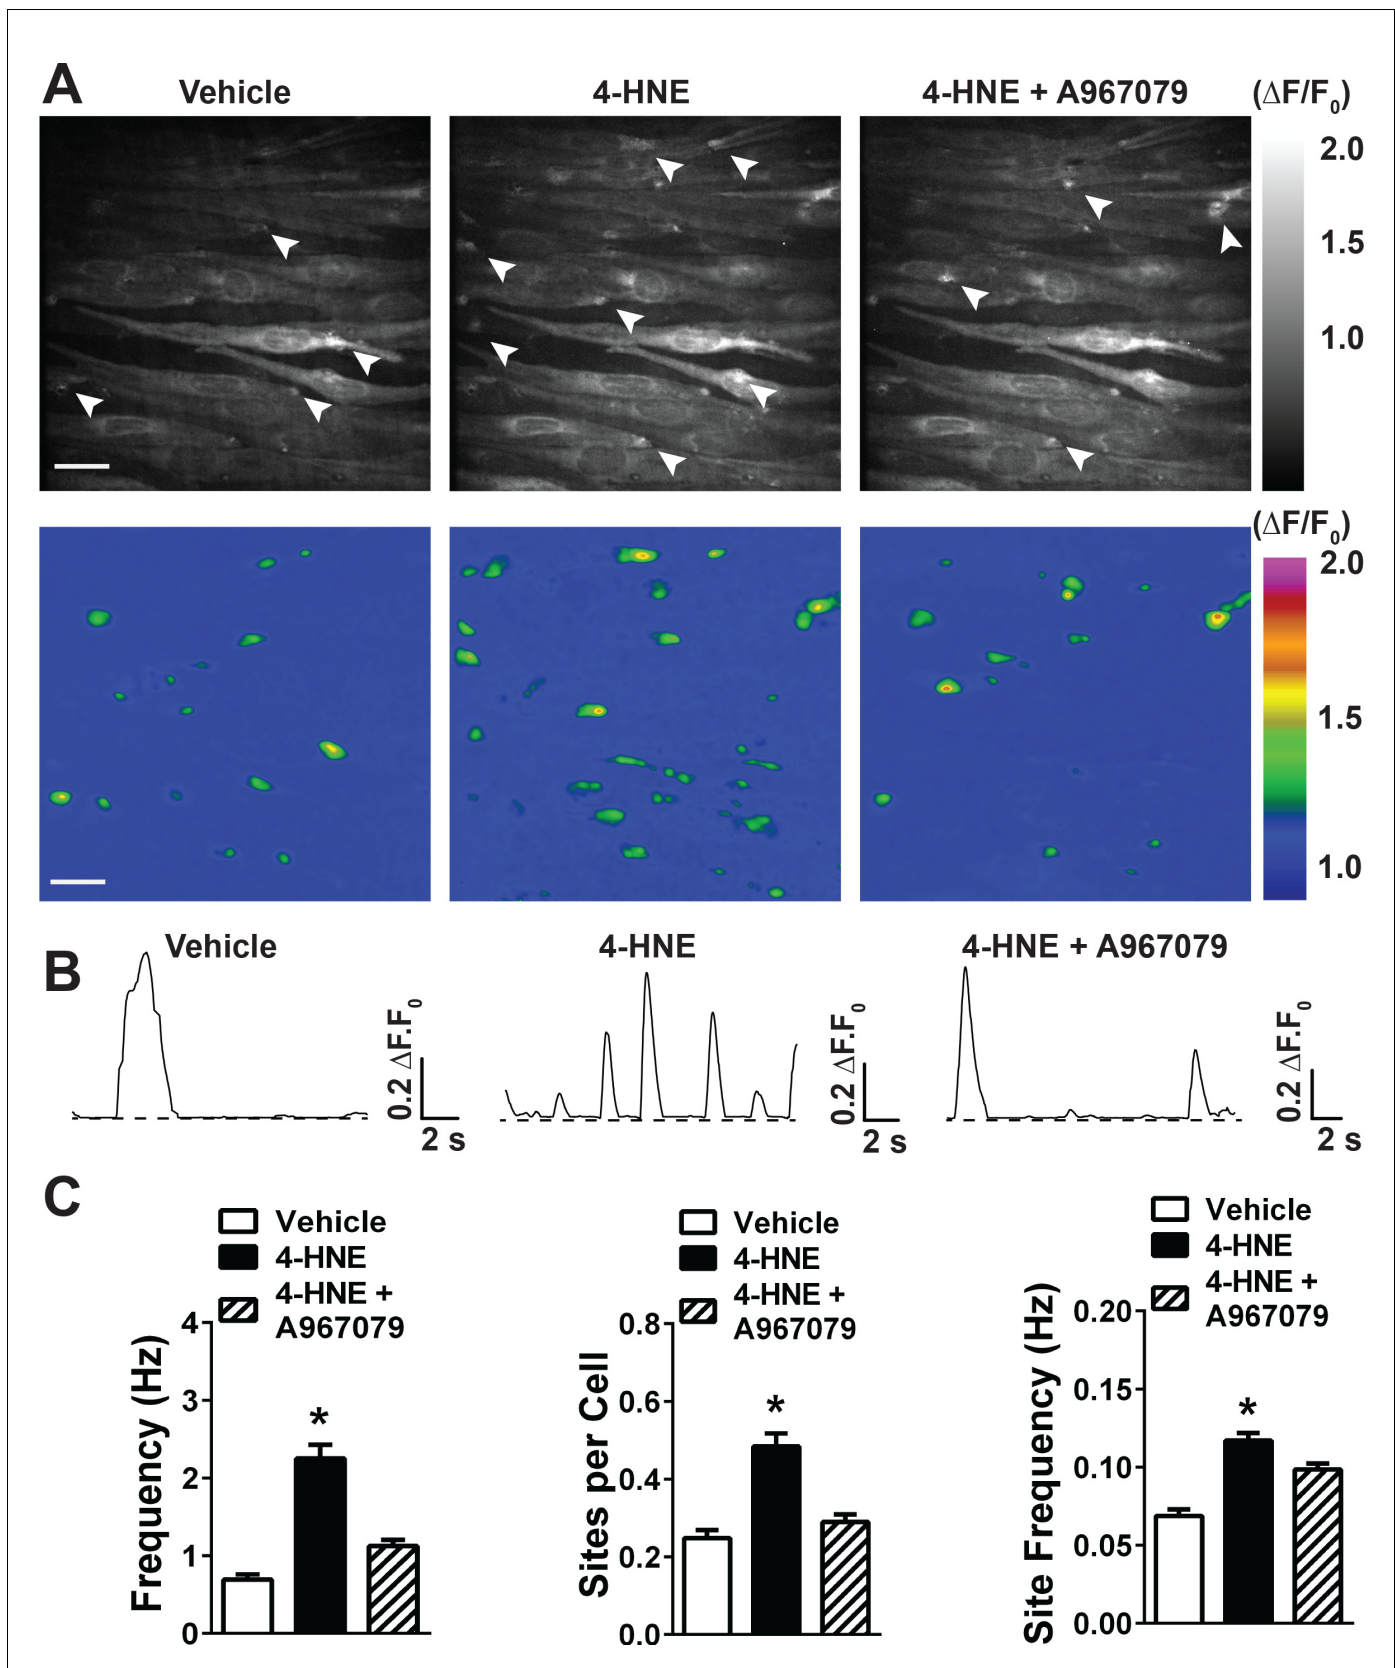 A
Vehicle
4-HNE
4-HNE + A967079
(ΔF/F0)
2.0
1.5
1.0
(ΔF/F0)
2.0
1.5
1.0
B
Vehicle
4-HNE
4-HNE + A967079
0.2 ΔF.F0
2 s
0.2 ΔF.F0
2 s
0.2 ΔF.F0
2 s
C
Vehicle
4-HNE
4-HNE +
A967079
Frequency (Hz)
4
3
2
1
0
*
Vehicle
4-HNE
4-HNE +
A967079
Sites per Cell
0.8
0.6
0.4
0.2
0.0
*
Vehicle
4-HNE
4-HNE +
A967079
Site Frequency (Hz)
0.20
0.15
0.10
0.05
0.00
*